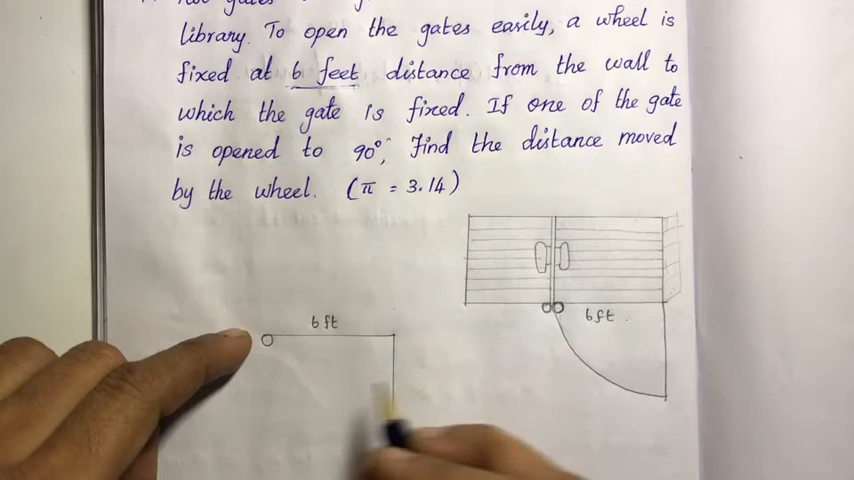 library. To open the gates easily, a wheel is
fixed at 6 feet distance from the wall to
which the gate is fixed. If one of the gate
is opened to 90°, Find the distance moved
by the wheel. (π = 3.14)
6 ft
6 ft